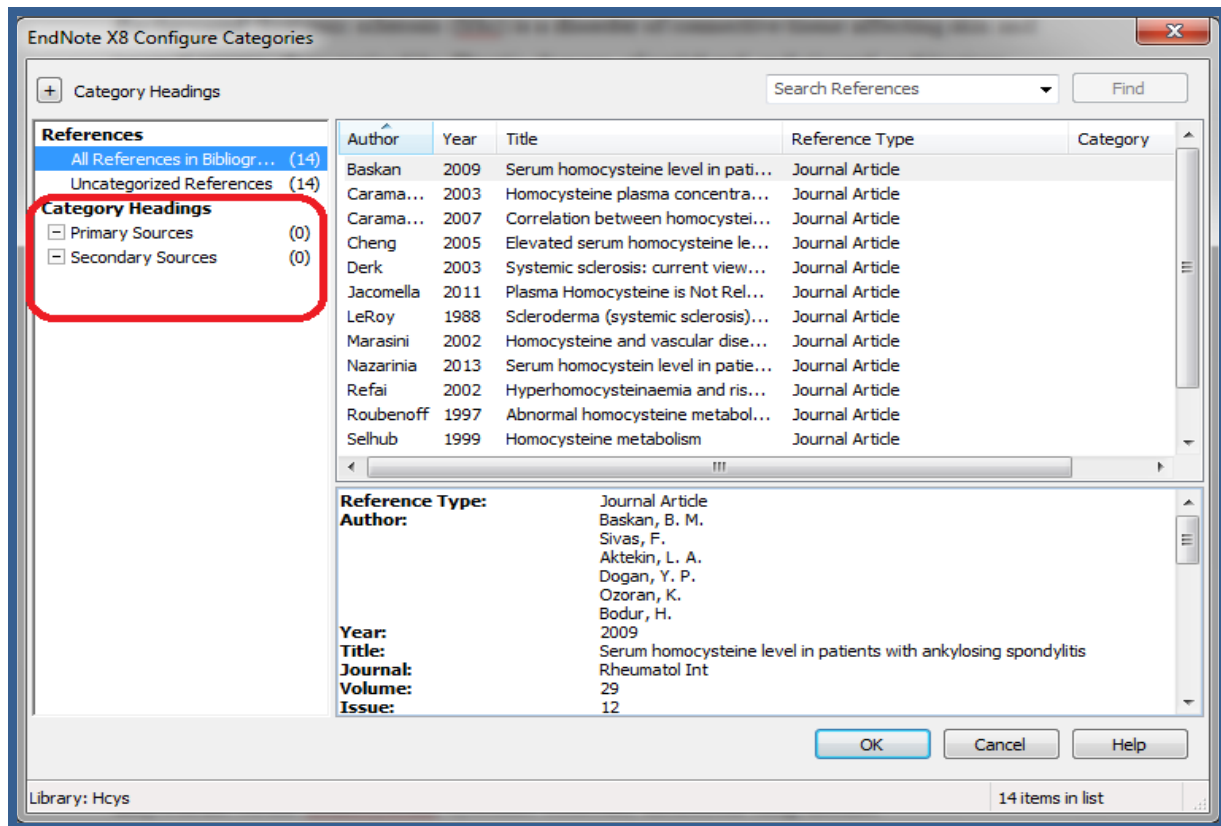 EndNote X8 Configure Categories
x
+ Category Headings Search References Find
References
All References in Bibliogr... (14)
Uncategorized References (14)
Category Headings
Primary Sources (0)
Secondary Sources (0)
Author Year Title Reference Type Category
Baskan 2009 Serum homocysteine level in pati... Journal Article
Carama... 2003 Homocysteine plasma concentra... Journal Article
Carama... 2007 Correlation between homocystei... Journal Article
Cheng 2005 Elevated serum homocysteine le... Journal Article
Derk 2003 Systemic sclerosis: current view... Journal Article
Jacomella 2011 Plasma Homocysteine is Not Rel... Journal Article
LeRoy 1988 Scleroderma (systemic sclerosis)... Journal Article
Marasini 2002 Homocysteine and vascular dise... Journal Article
Nazarinia 2013 Serum homocystein level in patie... Journal Article
Refai 2002 Hyperhomocysteinaemia and ris... Journal Article
Roubenoff 1997 Abnormal homocysteine metabol... Journal Article
Selhub 1999 Homocysteine metabolism Journal Article
Reference Type: Journal Article
Author: Baskan, B. M.
Sivas, F.
Aktekin, L. A.
Dogan, Y. P.
Ozoran, K.
Bodur, H.
Year: 2009
Title: Serum homocysteine level in patients with ankylosing spondylitis
Journal: Rheumatol Int
Volume: 29
Issue: 12
OK Cancel Help
Library: Hcys 14 items in list